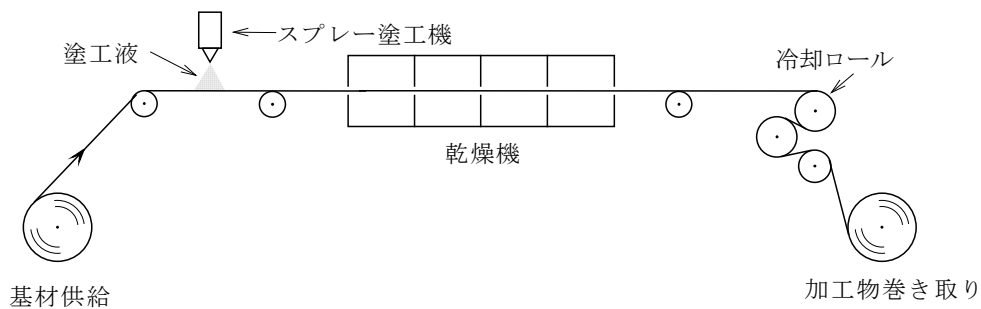 スプレー塗工機
塗工液
冷却ロール
乾燥機
基材供給
加工物巻き取り